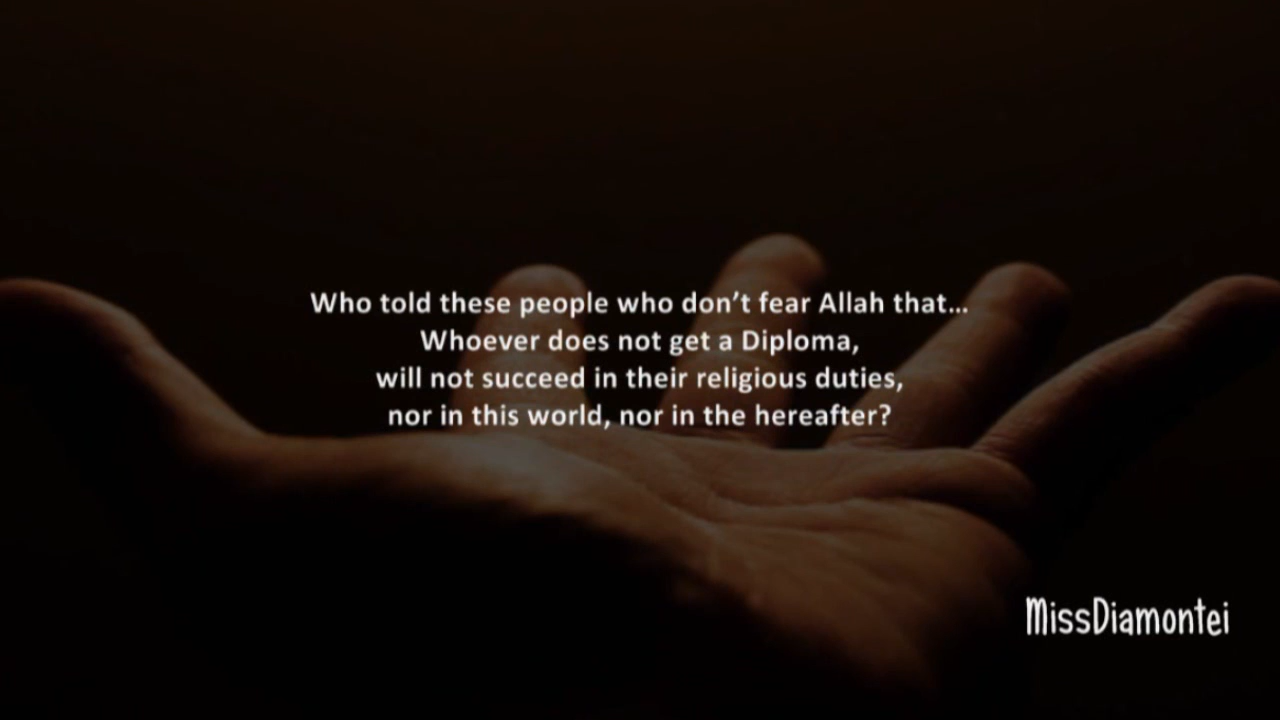 Who told these people who don't fear Allah that...
Whoever does not get a Diploma,
will not succeed in their religious duties,
nor in this world, nor in the hereafter?
MissDiamontei